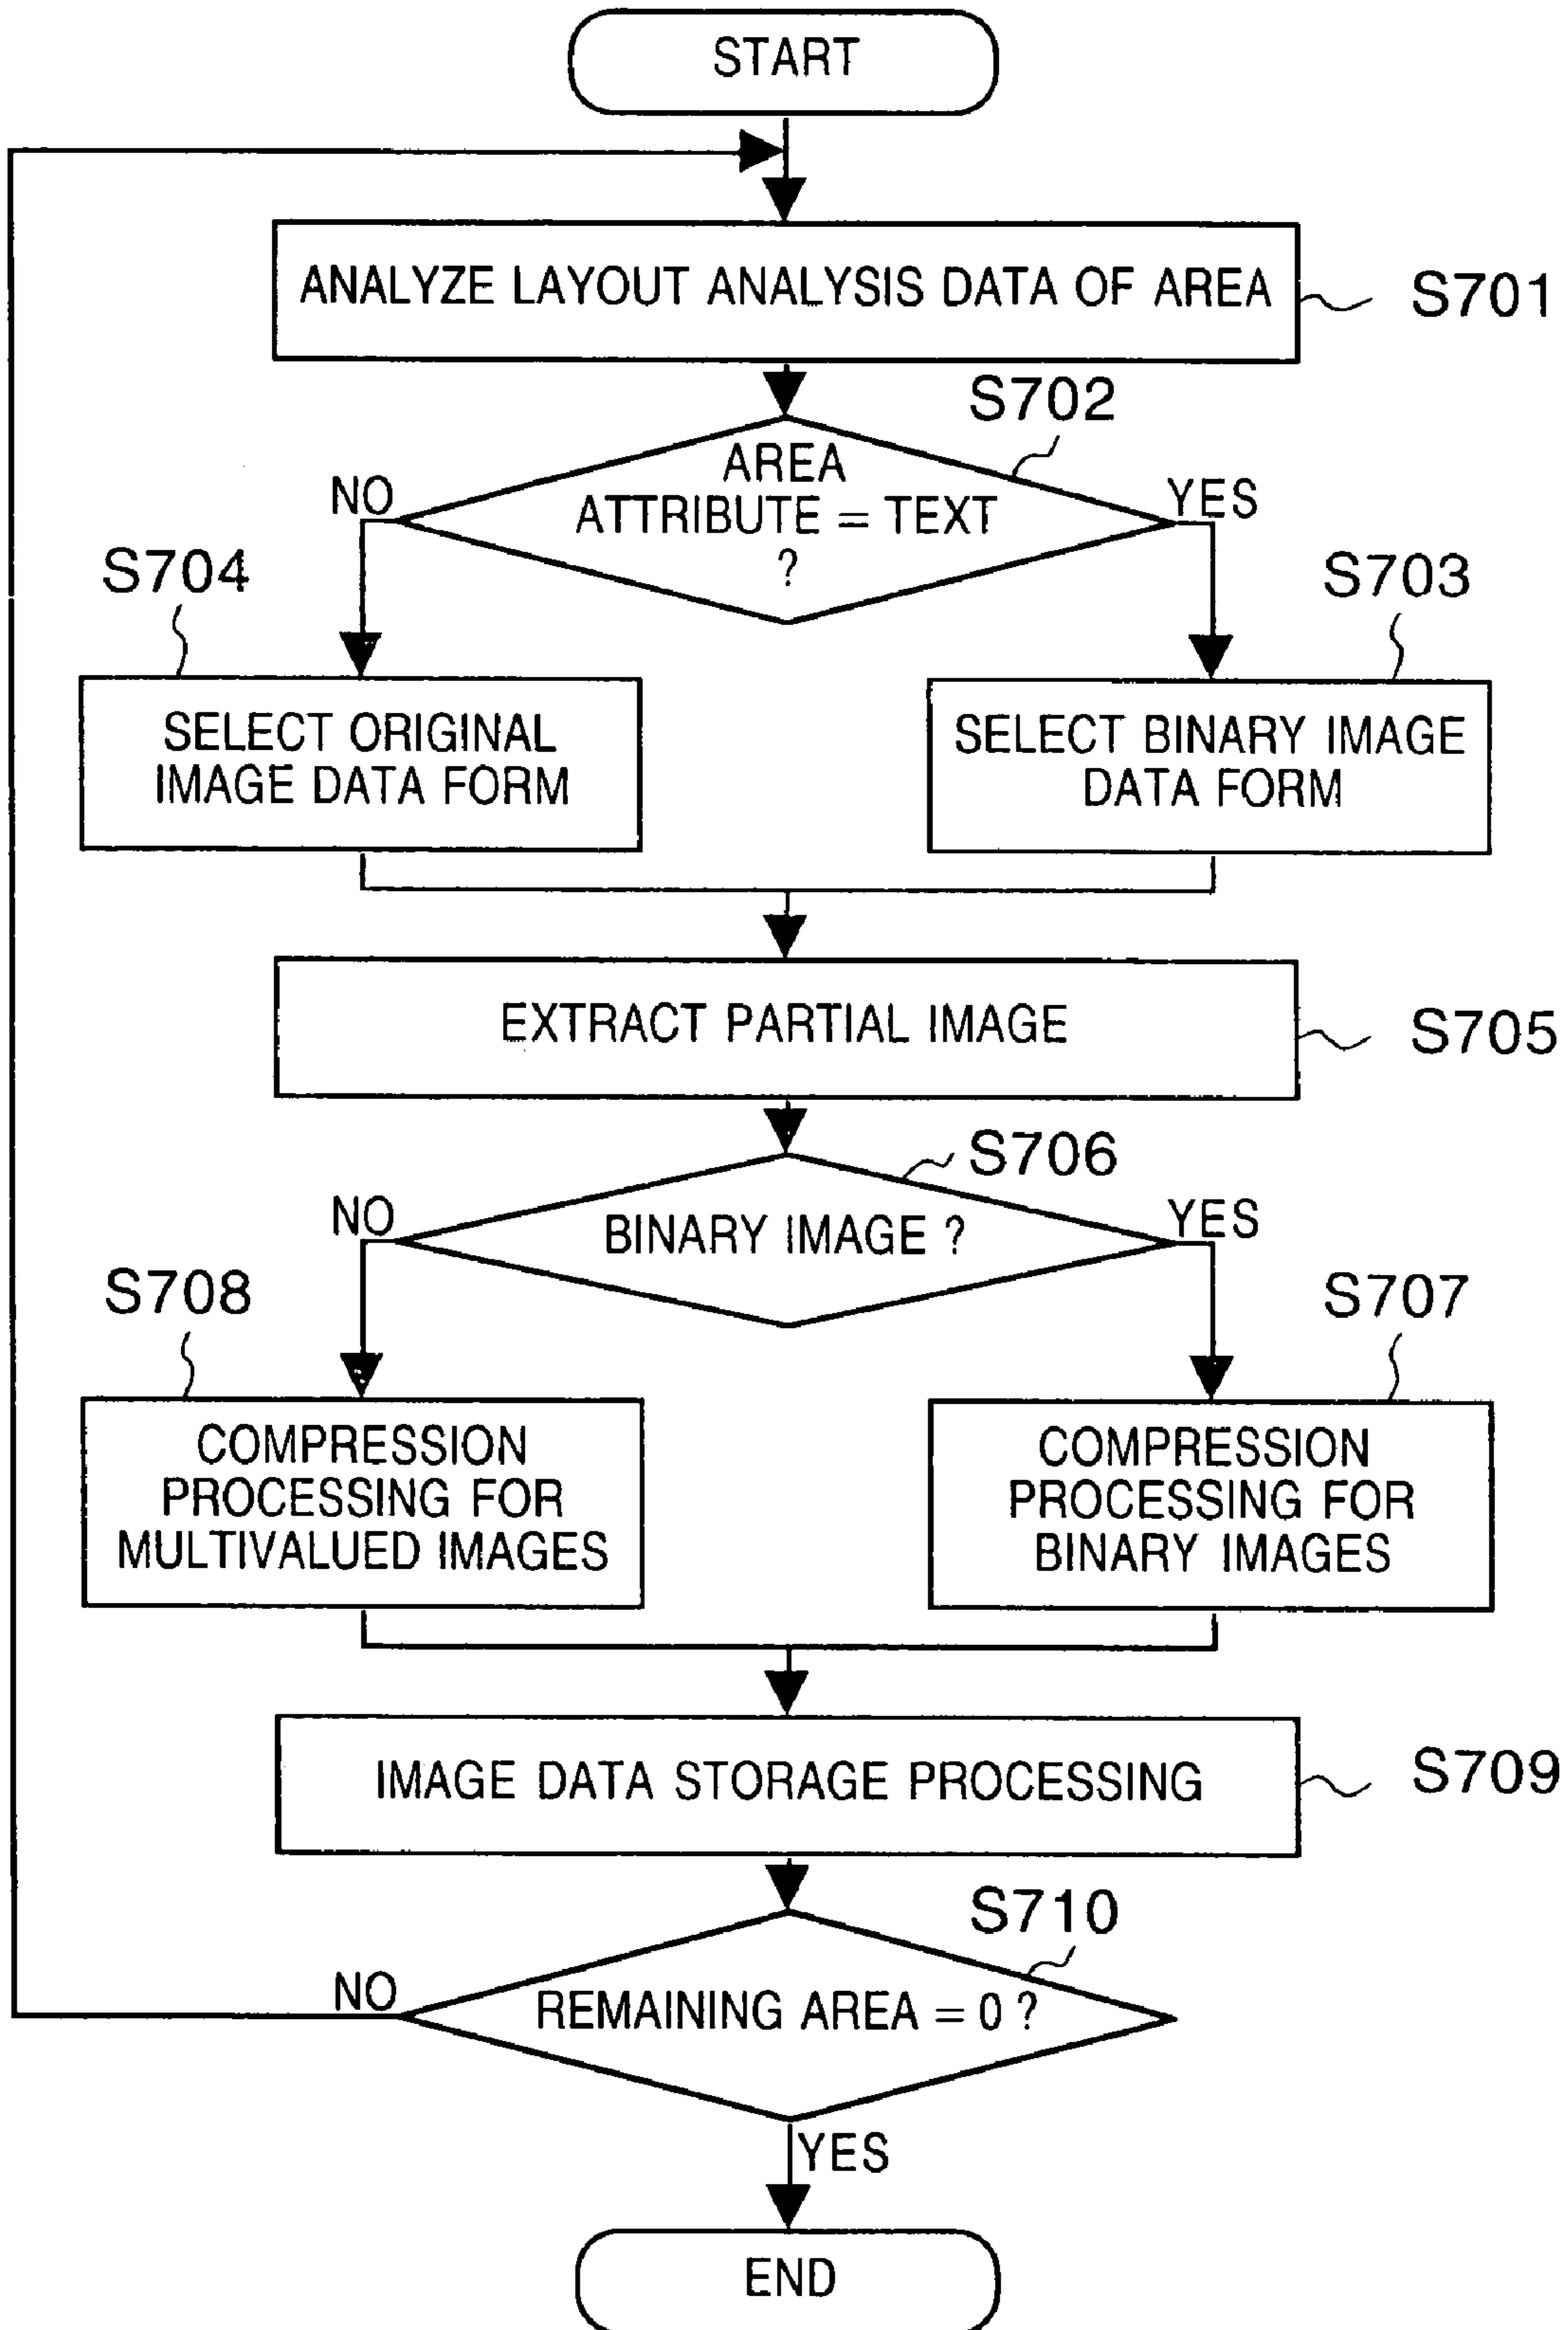 START
ANALYZE LAYOUT ANALYSIS DATA OF AREA
S701
S702
AREA
ATTRIBUTE = TEXT
?
NO
YES
S704
S703
SELECT ORIGINAL
IMAGE DATA FORM
SELECT BINARY IMAGE
DATA FORM
EXTRACT PARTIAL IMAGE
S705
S706
BINARY IMAGE ?
NO
YES
S708
S707
COMPRESSION
PROCESSING FOR
MULTIVALUED IMAGES
COMPRESSION
PROCESSING FOR
BINARY IMAGES
IMAGE DATA STORAGE PROCESSING
S709
S710
NO
REMAINING AREA = 0 ?
YES
END